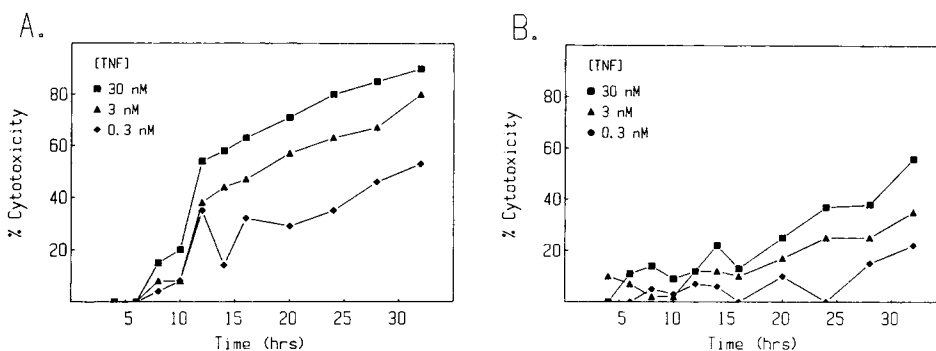 A.
[TNF]
30 nM
3 nM
0.3 nM
% Cytotoxicity
80
60
40
20
5 10 15 20 25 30
Time (hrs)
B.
[TNF]
30 nM
3 nM
0.3 nM
% Cytotoxicity
80
60
40
20
5 10 15 20 25 30
Time (hrs)